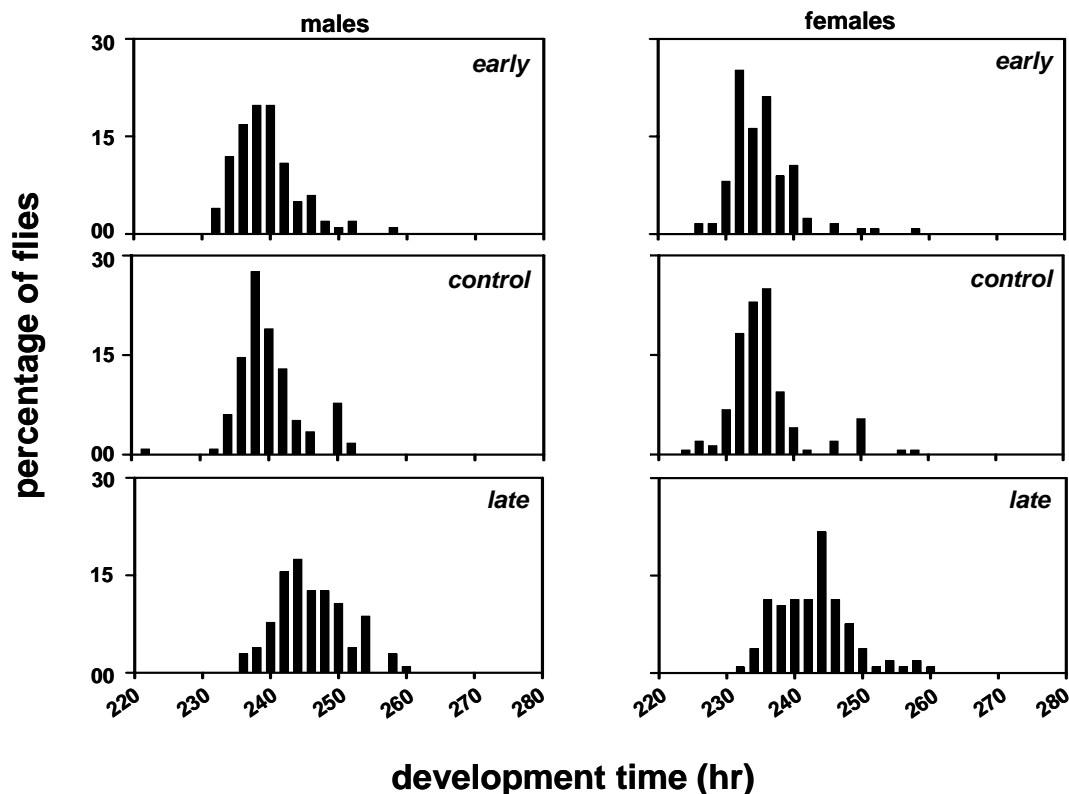 males
females
percentage of flies
30
15
00
early
early
30
15
00
control
control
30
15
00
late
late
220 230 240 250 260 270 280
220 230 240 250 260 270 280
development time (hr)